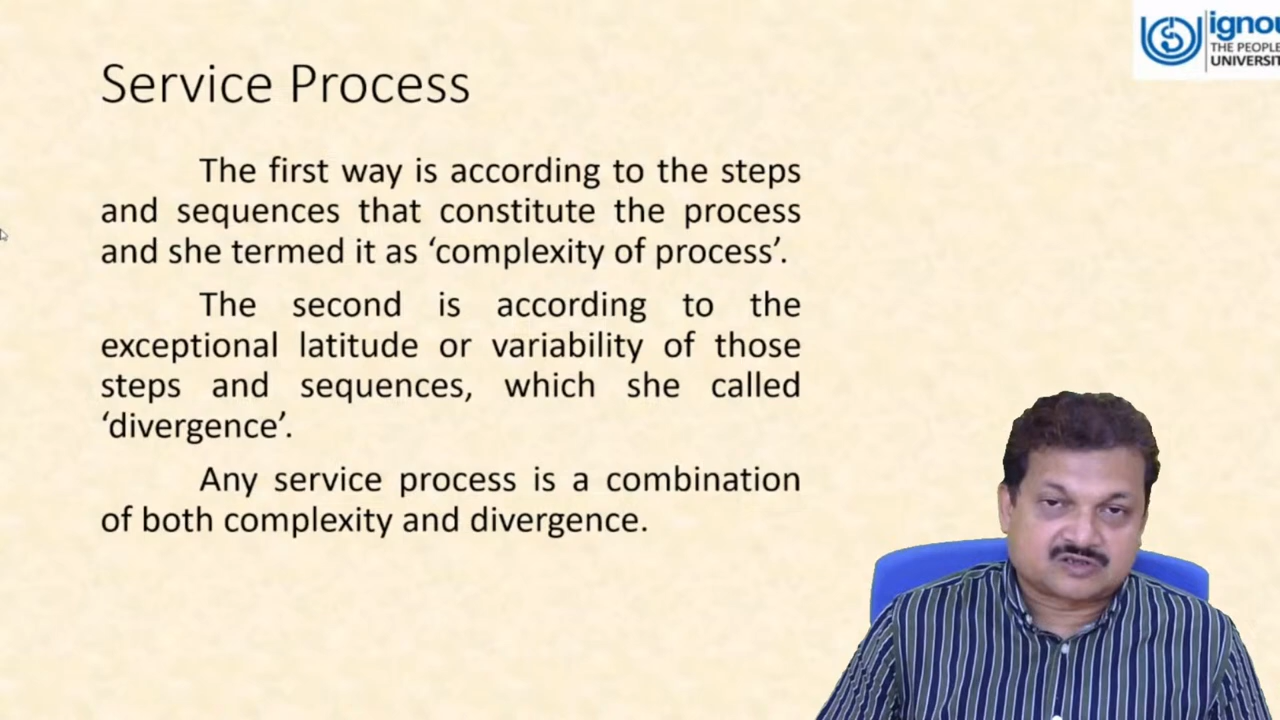 ignou
THE PEOPLE
UNIVERSIT
Service Process
The first way is according to the steps
and sequences that constitute the process
and she termed it as ‘complexity of process’.
The second is according to the
exceptional latitude or variability of those
steps and sequences, which she called
‘divergence’.
Any service process is a combination
of both complexity and divergence.